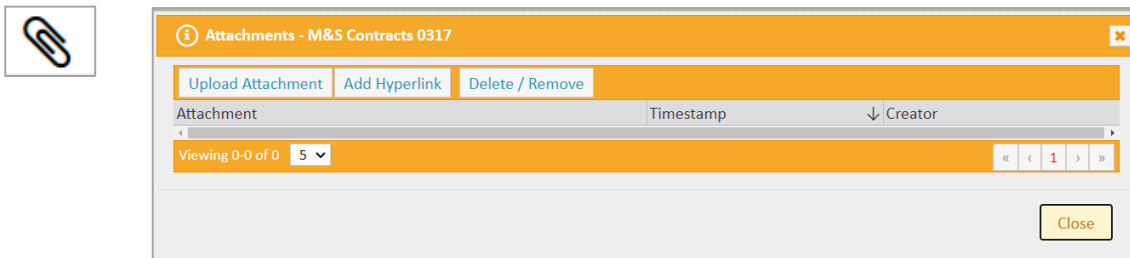 Attachments - M&S Contracts 0317
Upload Attachment Add Hyperlink Delete / Remove
Attachment Timestamp Creator
Viewing 0-0 of 0 5 « ‹ 1 › »
Close